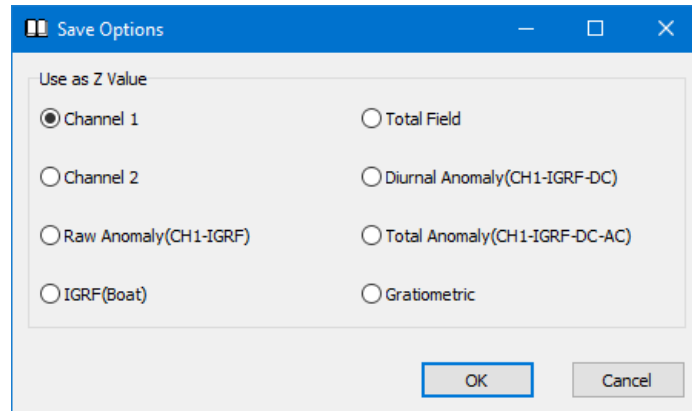 Save Options
Use as Z Value
Channel 1
Total Field
Channel 2
Diurnal Anomaly(CH1-IGRF-DC)
Raw Anomaly(CH1-IGRF)
Total Anomaly(CH1-IGRF-DC-AC)
IGRF(Boat)
Gratiometric
OK
Cancel